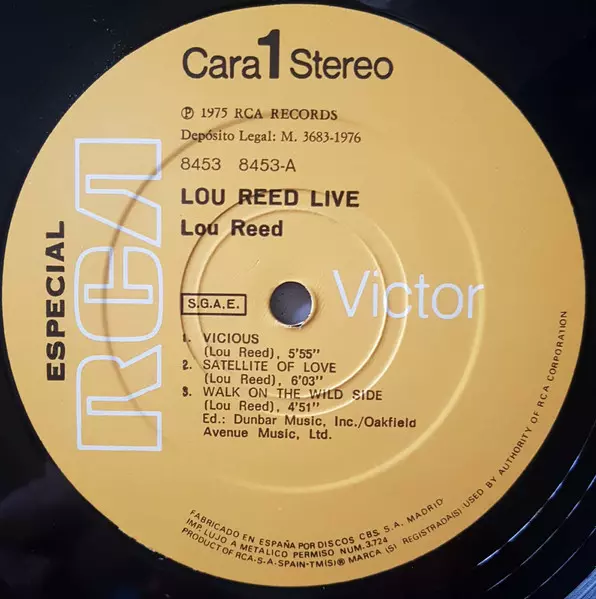 Cara 1 Stereo
℗ 1975 RCA RECORDS
Depósito Legal: M. 3683-1976
8453 8453-A
LOU REED LIVE
Lou Reed
ESPECIAL
RCA
Victor
S.G.A.E.
1. VICIOUS
(Lou Reed), 5'55"
2. SATELLITE OF LOVE
(Lou Reed), 6'03"
3. WALK ON THE WILD SIDE
(Lou Reed), 4'51"
Ed.: Dunbar Music, Inc./Oakfield
Avenue Music, Ltd.
FABRICADO EN ESPAÑA POR DISCOS CBS, S.A. MADRID
IMP. LUJO A METALICO PERMISO NUM. 3.724
PRODUCT OF RCA-S-A-SPAIN-TM(S)® MARCA (S) REGISTRADA(S) USED BY AUTHORITY OF RCA CORPORATION